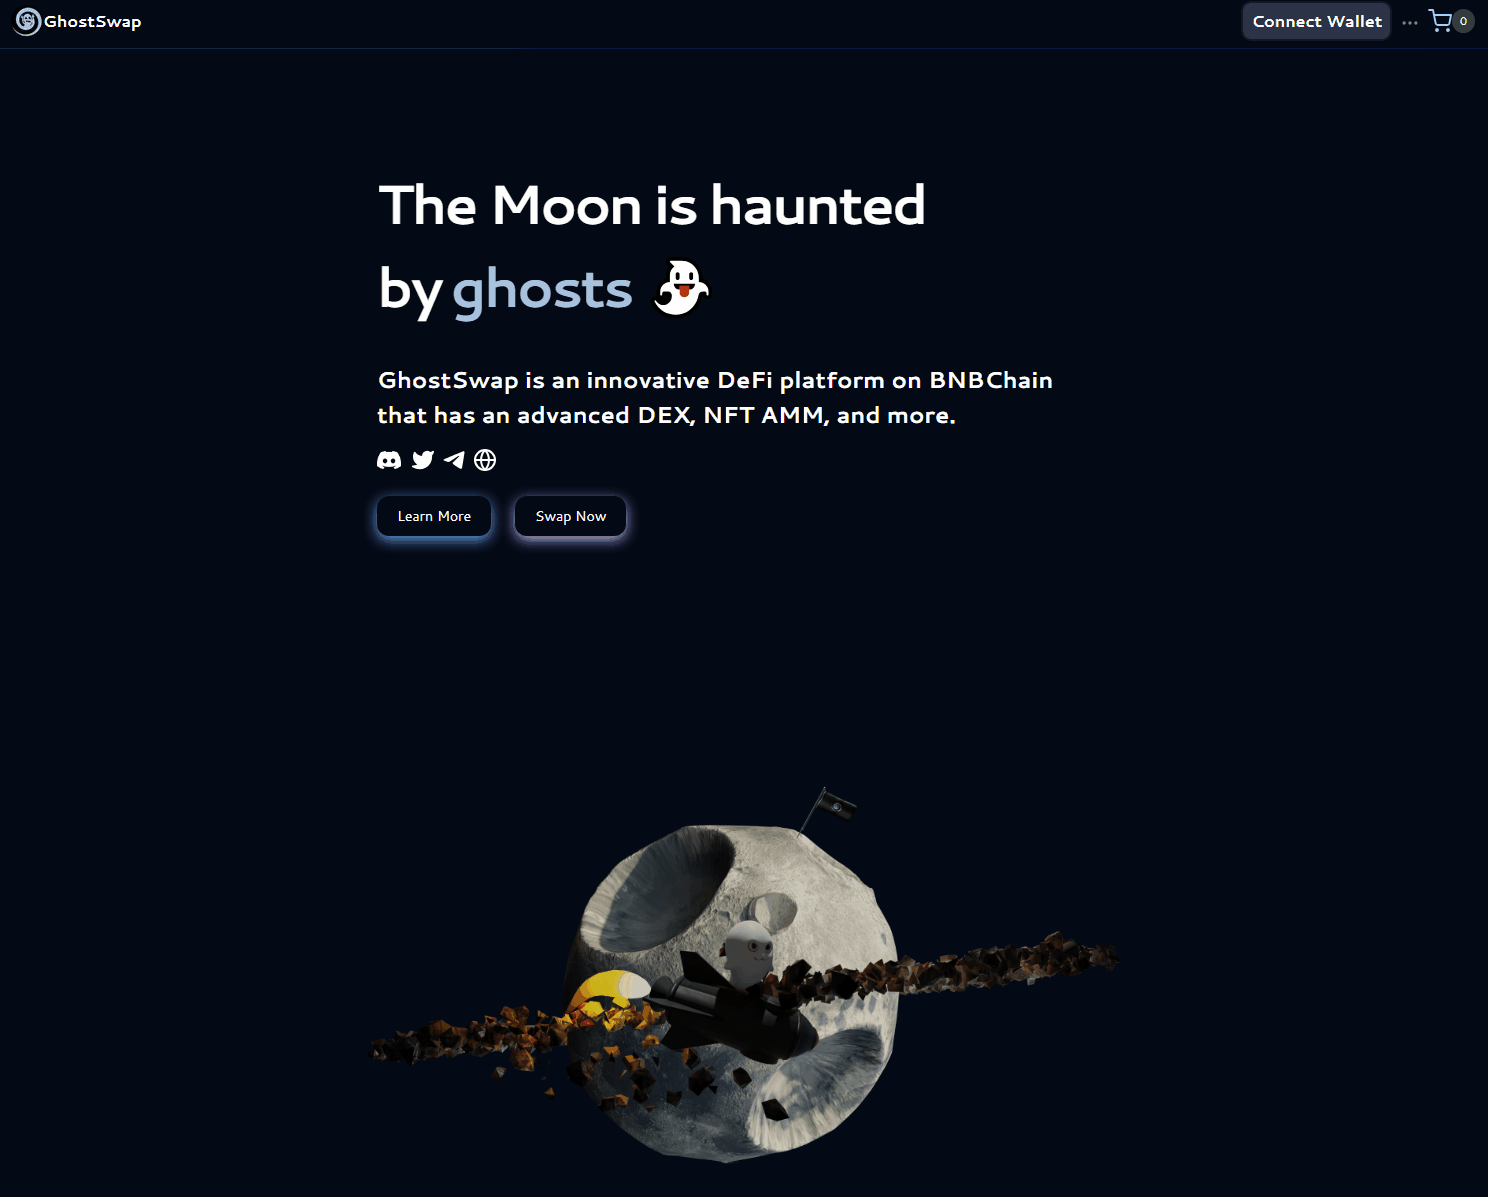 GhostSwap
Connect Wallet
0
The Moon is haunted
by ghosts
GhostSwap is an innovative DeFi platform on BNBChain
that has an advanced DEX, NFT AMM, and more.
Learn More
Swap Now